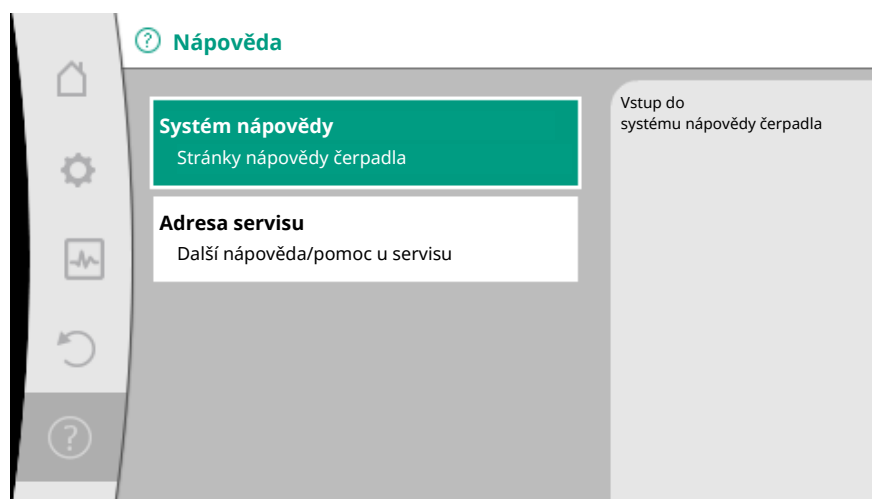 Nápověda
Systém nápovědy
Stránky nápovědy čerpadla
Adresa servisu
Další nápověda/pomoc u servisu
Vstup do
systému nápovědy čerpadla